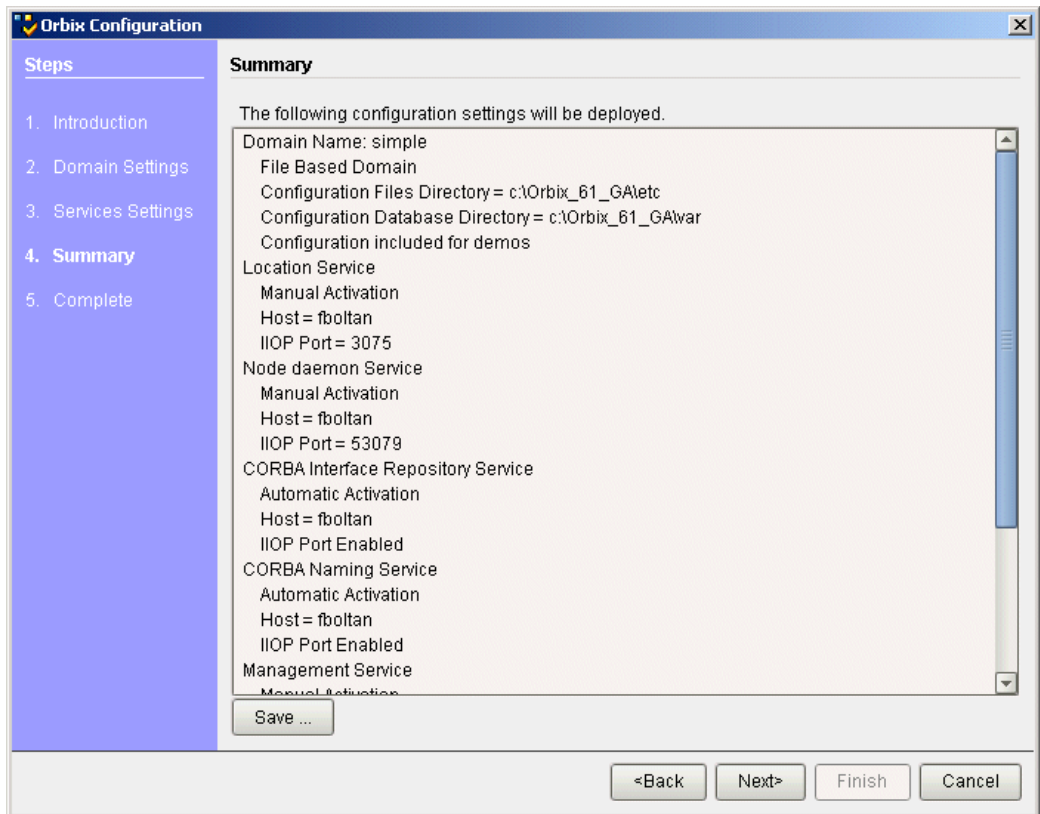 Orbix Configuration
Steps
1. Introduction
2. Domain Settings
3. Services Settings
4. Summary
5. Complete
Summary
The following configuration settings will be deployed.
Domain Name: simple
File Based Domain
Configuration Files Directory = c:\Orbix_61_GA\etc
Configuration Database Directory = c:\Orbix_61_GA\var
Configuration included for demos
Location Service
Manual Activation
Host = fboltan
IIOP Port = 3075
Node daemon Service
Manual Activation
Host = fboltan
IIOP Port = 53079
CORBA Interface Repository Service
Automatic Activation
Host = fboltan
IIOP Port Enabled
CORBA Naming Service
Automatic Activation
Host = fboltan
IIOP Port Enabled
Management Service
Manual Activation
Save ...
<Back
Next>
Finish
Cancel